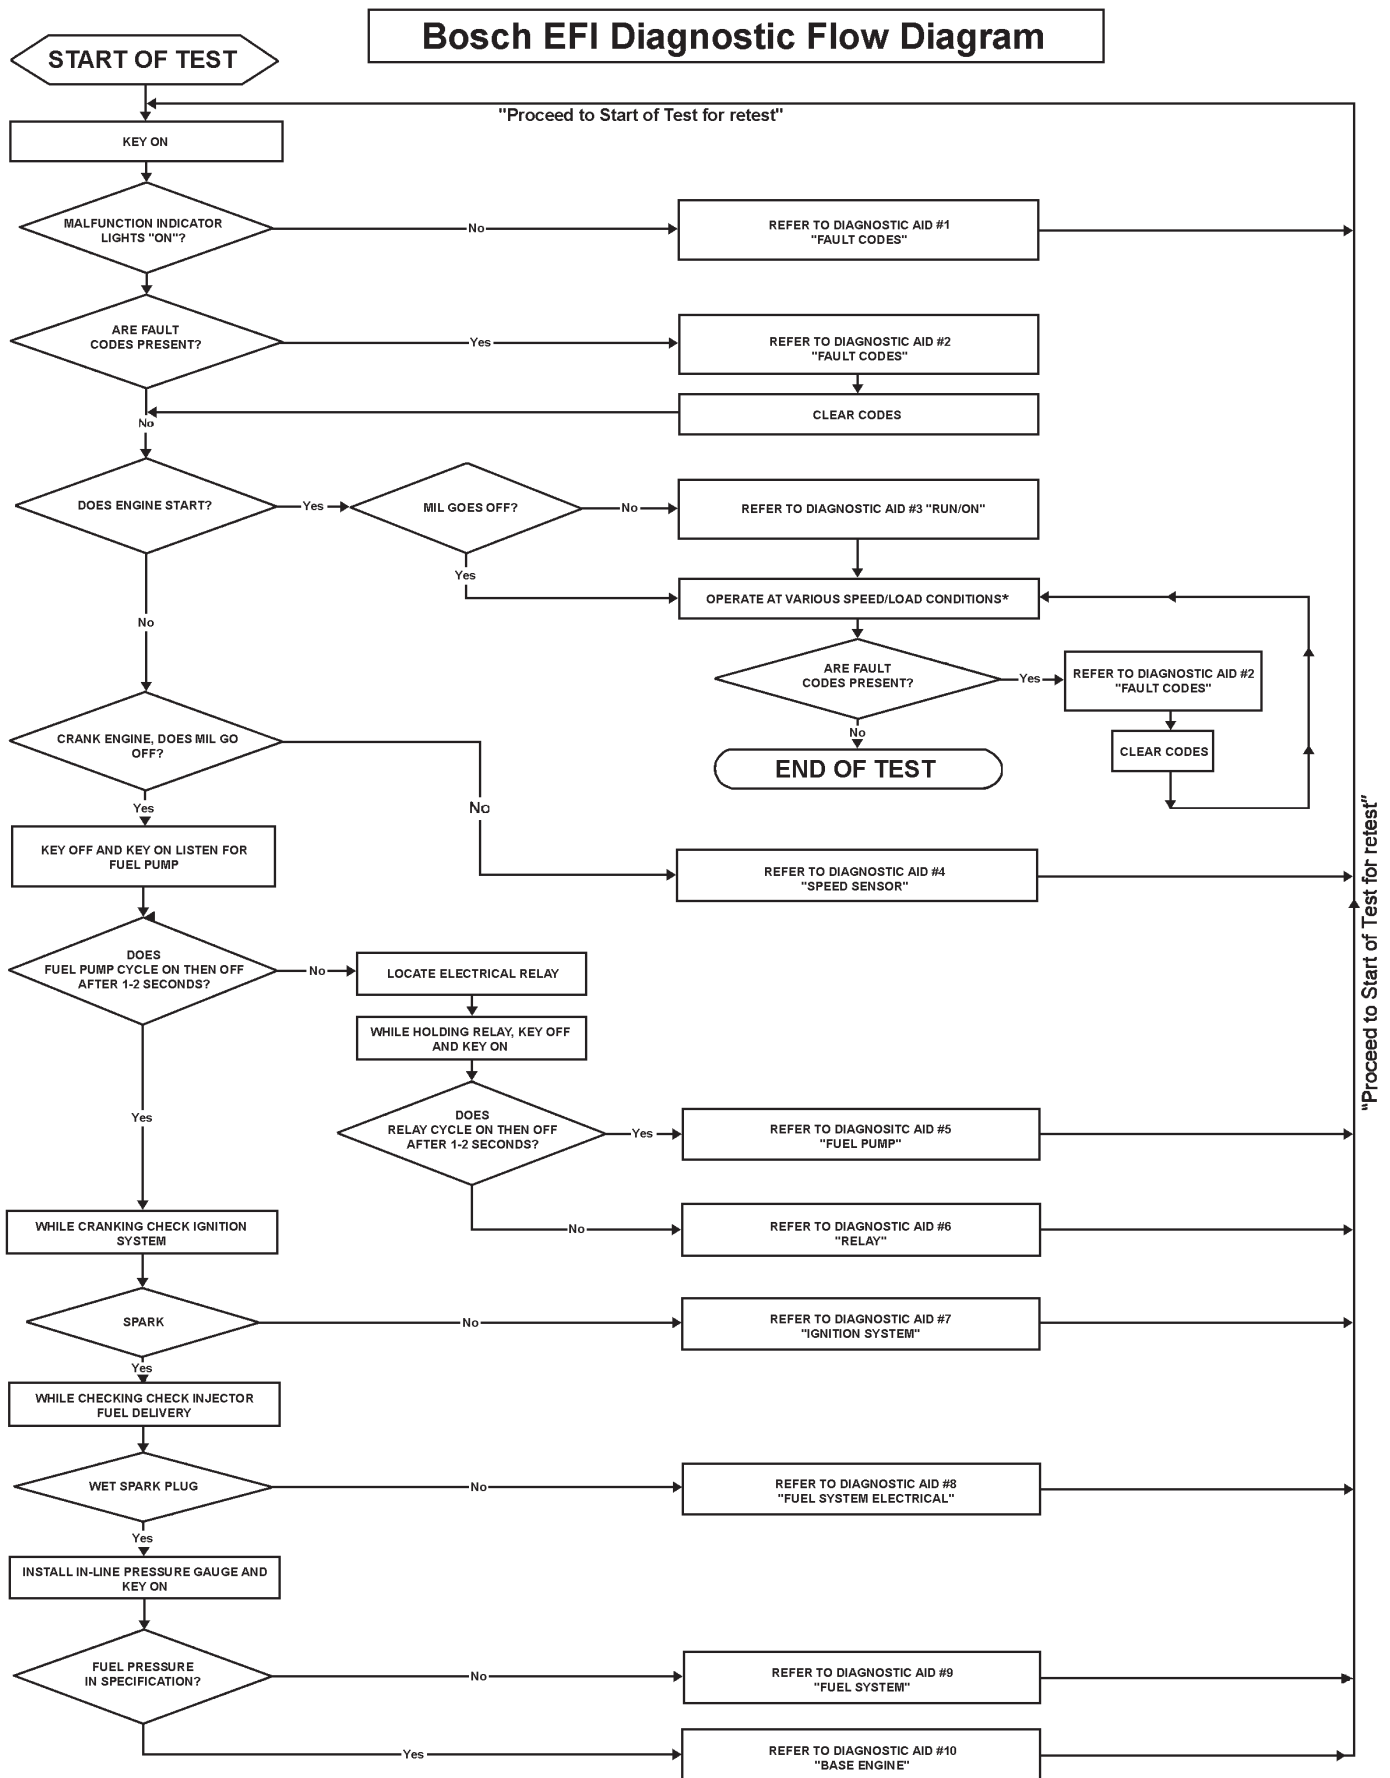 Bosch EFI Diagnostic Flow Diagram
START OF TEST
"Proceed to Start of Test for retest"
KEY ON
MALFUNCTION INDICATOR
LIGHTS "ON"?
No
REFER TO DIAGNOSTIC AID #1
"FAULT CODES"
ARE FAULT
CODES PRESENT?
Yes
REFER TO DIAGNOSTIC AID #2
"FAULT CODES"
CLEAR CODES
No
DOES ENGINE START?
Yes
MIL GOES OFF?
No
REFER TO DIAGNOSTIC AID #3 "RUN/ON"
Yes
OPERATE AT VARIOUS SPEED/LOAD CONDITIONS*
No
ARE FAULT
CODES PRESENT?
Yes
REFER TO DIAGNOSTIC AID #2
"FAULT CODES"
No
CLEAR CODES
END OF TEST
CRANK ENGINE, DOES MIL GO
OFF?
No
Yes
KEY OFF AND KEY ON LISTEN FOR
FUEL PUMP
REFER TO DIAGNOSTIC AID #4
"SPEED SENSOR"
"Proceed to Start of Test for retest"
DOES
FUEL PUMP CYCLE ON THEN OFF
AFTER 1-2 SECONDS?
No
LOCATE ELECTRICAL RELAY
WHILE HOLDING RELAY, KEY OFF
AND KEY ON
DOES
RELAY CYCLE ON THEN OFF
AFTER 1-2 SECONDS?
Yes
REFER TO DIAGNOSITC AID #5
"FUEL PUMP"
Yes
No
REFER TO DIAGNOSTIC AID #6
"RELAY"
WHILE CRANKING CHECK IGNITION
SYSTEM
SPARK
No
REFER TO DIAGNOSTIC AID #7
"IGNITION SYSTEM"
Yes
WHILE CHECKING CHECK INJECTOR
FUEL DELIVERY
WET SPARK PLUG
No
REFER TO DIAGNOSTIC AID #8
"FUEL SYSTEM ELECTRICAL"
Yes
INSTALL IN-LINE PRESSURE GAUGE AND
KEY ON
FUEL PRESSURE
IN SPECIFICATION?
No
REFER TO DIAGNOSTIC AID #9
"FUEL SYSTEM"
Yes
REFER TO DIAGNOSTIC AID #10
"BASE ENGINE"